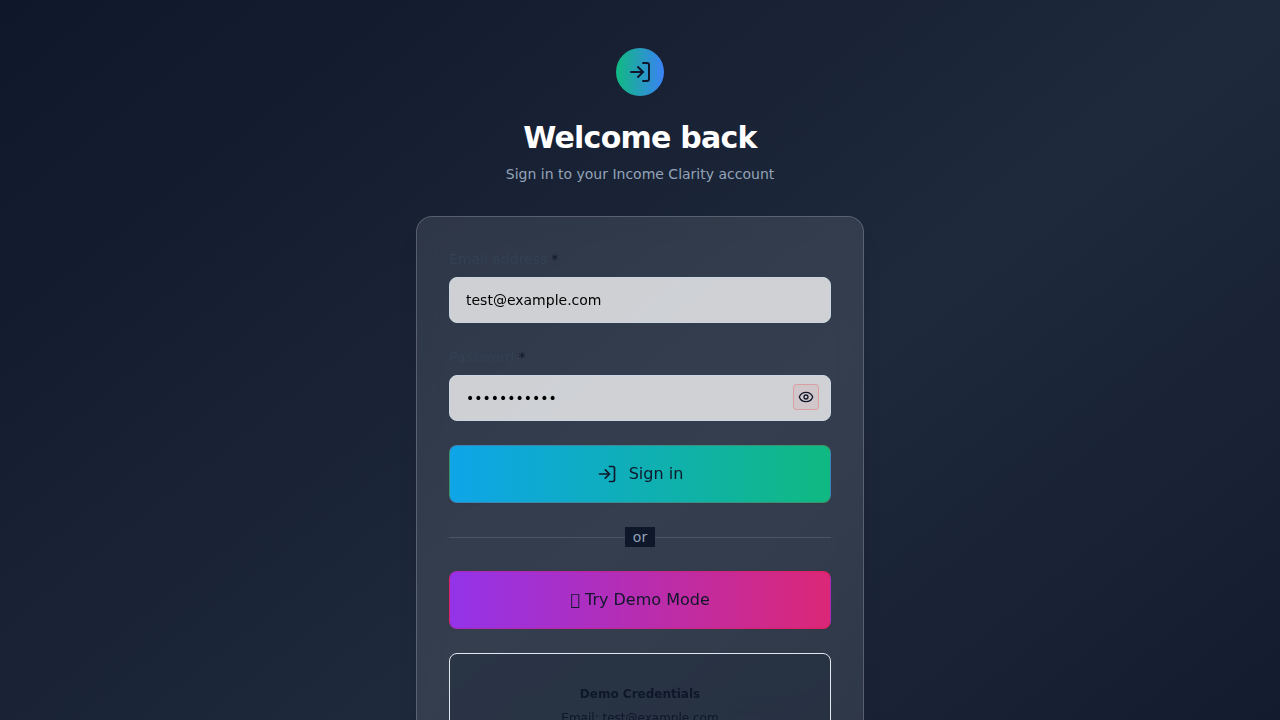 Welcome back
Sign in to your Income Clarity account
Email address *
test@example.com
Password *
•••••••••••
Sign in
or
Try Demo Mode
Demo Credentials
Email: test@example.com